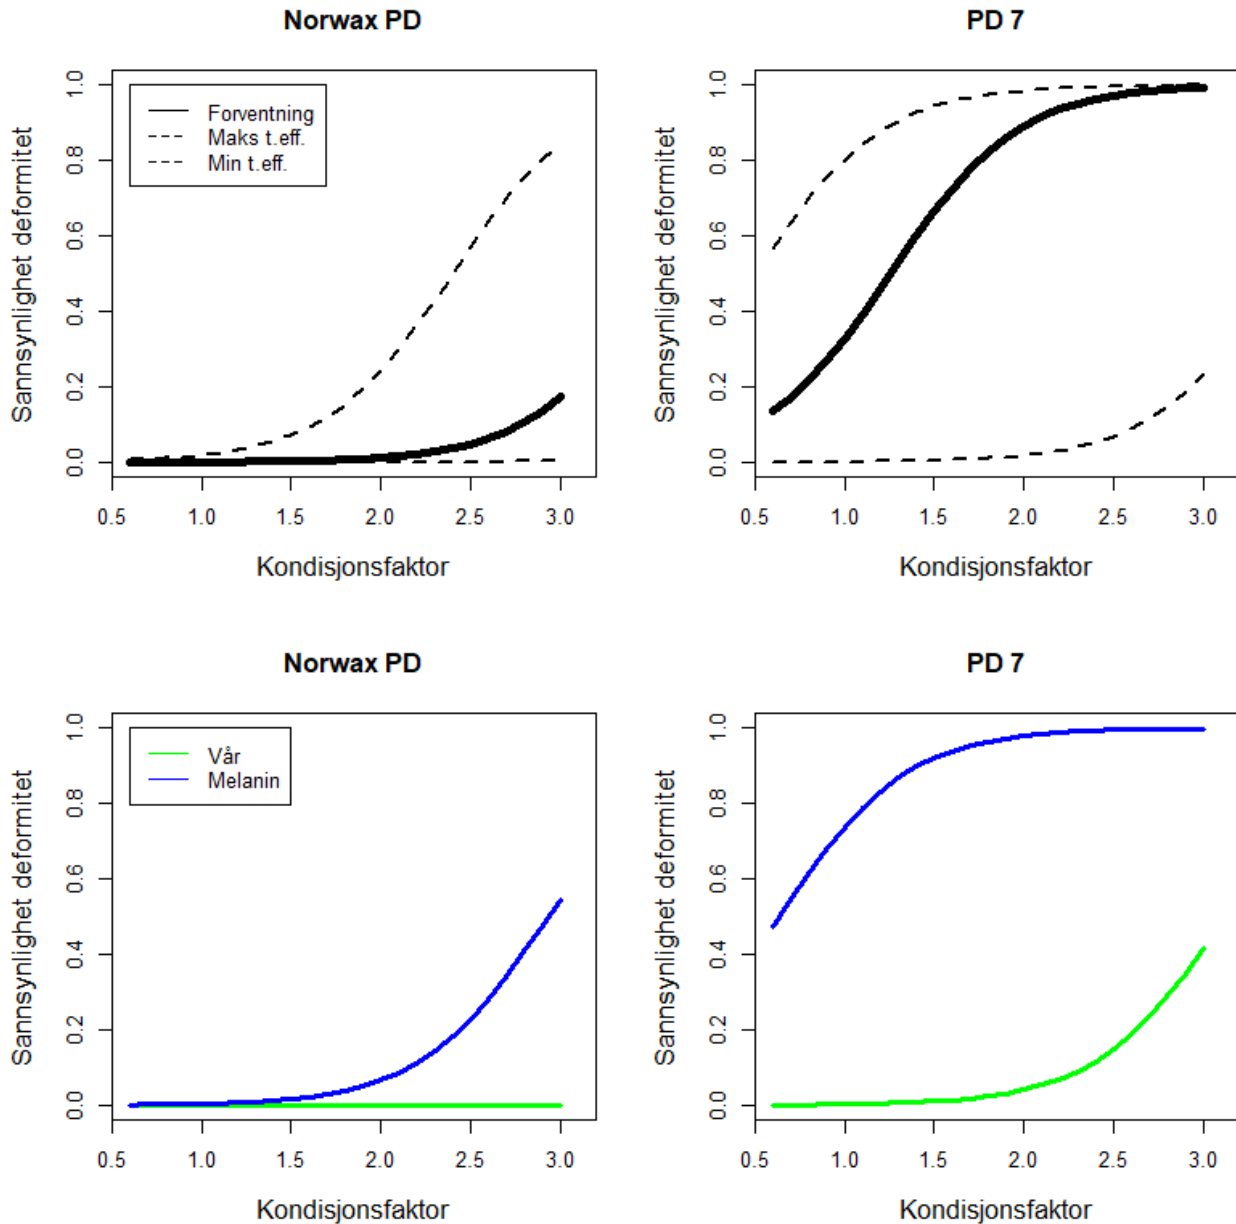 Norwax PD
Sannsynlighet deformitet
1.0
0.8
0.6
0.4
0.2
0.0
Forventning
Maks t.eff.
Min t.eff.
0.5 1.0 1.5 2.0 2.5 3.0
Kondisjonsfaktor
PD 7
Sannsynlighet deformitet
1.0
0.8
0.6
0.4
0.2
0.0
0.5 1.0 1.5 2.0 2.5 3.0
Kondisjonsfaktor
Norwax PD
Sannsynlighet deformitet
1.0
0.8
0.6
0.4
0.2
0.0
Vår
Melanin
0.5 1.0 1.5 2.0 2.5 3.0
Kondisjonsfaktor
PD 7
Sannsynlighet deformitet
1.0
0.8
0.6
0.4
0.2
0.0
0.5 1.0 1.5 2.0 2.5 3.0
Kondisjonsfaktor